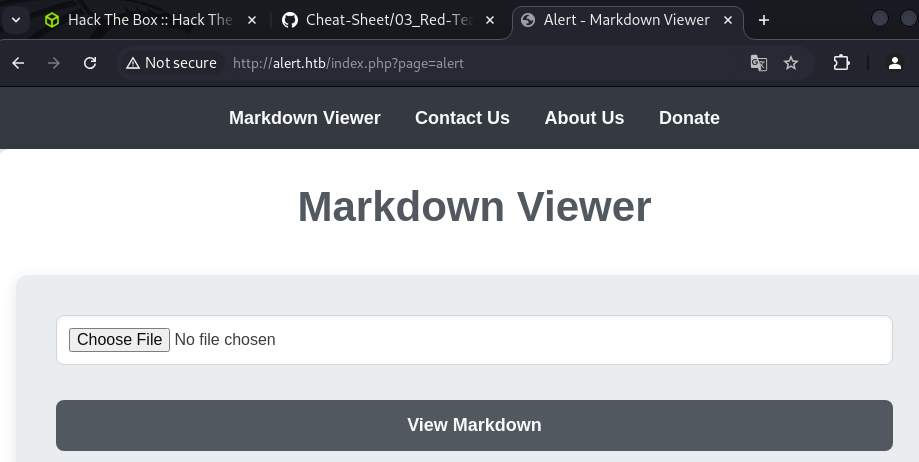 Hack The Box :: Hack The
Cheat-Sheet/03_Red-Tea
Alert - Markdown Viewer
Not secure
http://alert.htb/index.php?page=alert
Markdown Viewer
Contact Us
About Us
Donate
Markdown Viewer
Choose File No file chosen
View Markdown